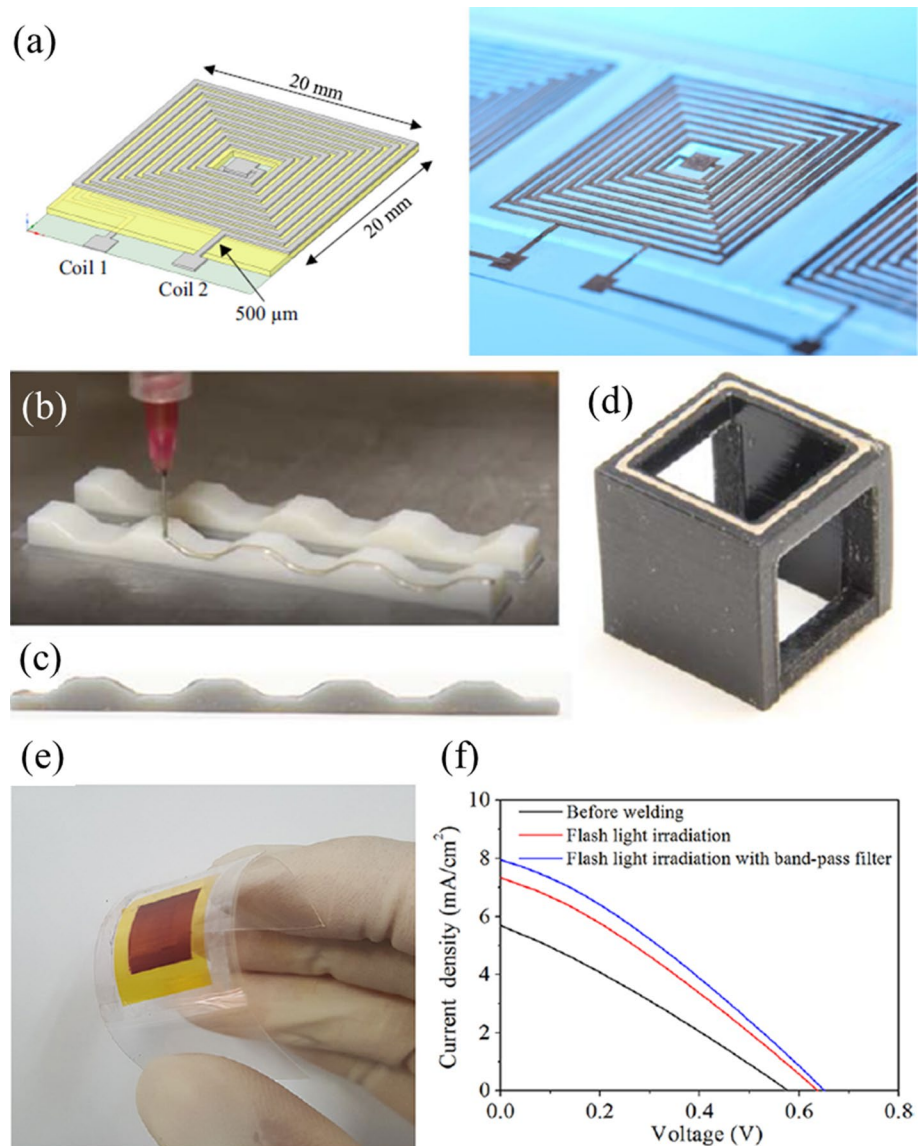 (a)
20 mm
20 mm
Coil 1
Coil 2
500 μm
(b)
(d)
(c)
(e)
(f)
10
8
6
4
2
0
Current density (mA/cm²)
Before welding
Flash light irradiation
Flash light irradiation with band-pass filter
0.0
0.2
0.4
0.6
0.8
Voltage (V)